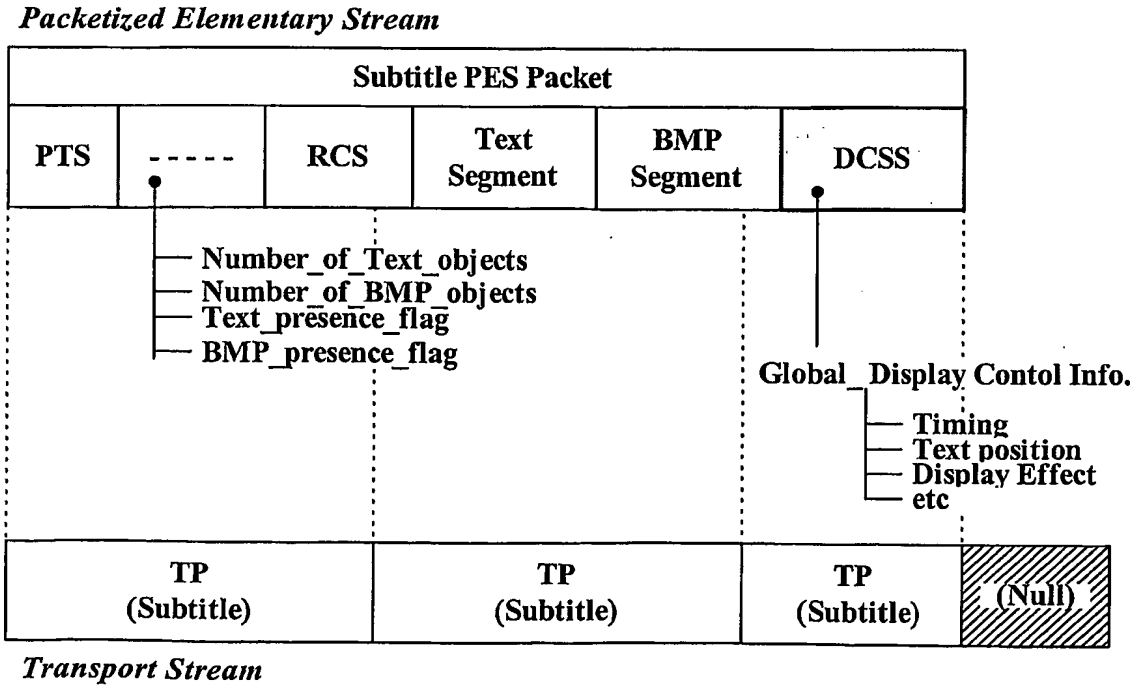 Packetized Elementary Stream
Subtitle PES Packet
PTS
-----
RCS
Text
Segment
BMP
Segment
DCSS
Number_of_Text_objects
Number_of_BMP_objects
Text_presence_flag
BMP_presence_flag
Global_Display Contol Info.
Timing
Text position
Display Effect
etc
TP
(Subtitle)
TP
(Subtitle)
TP
(Subtitle)
(Null)
Transport Stream